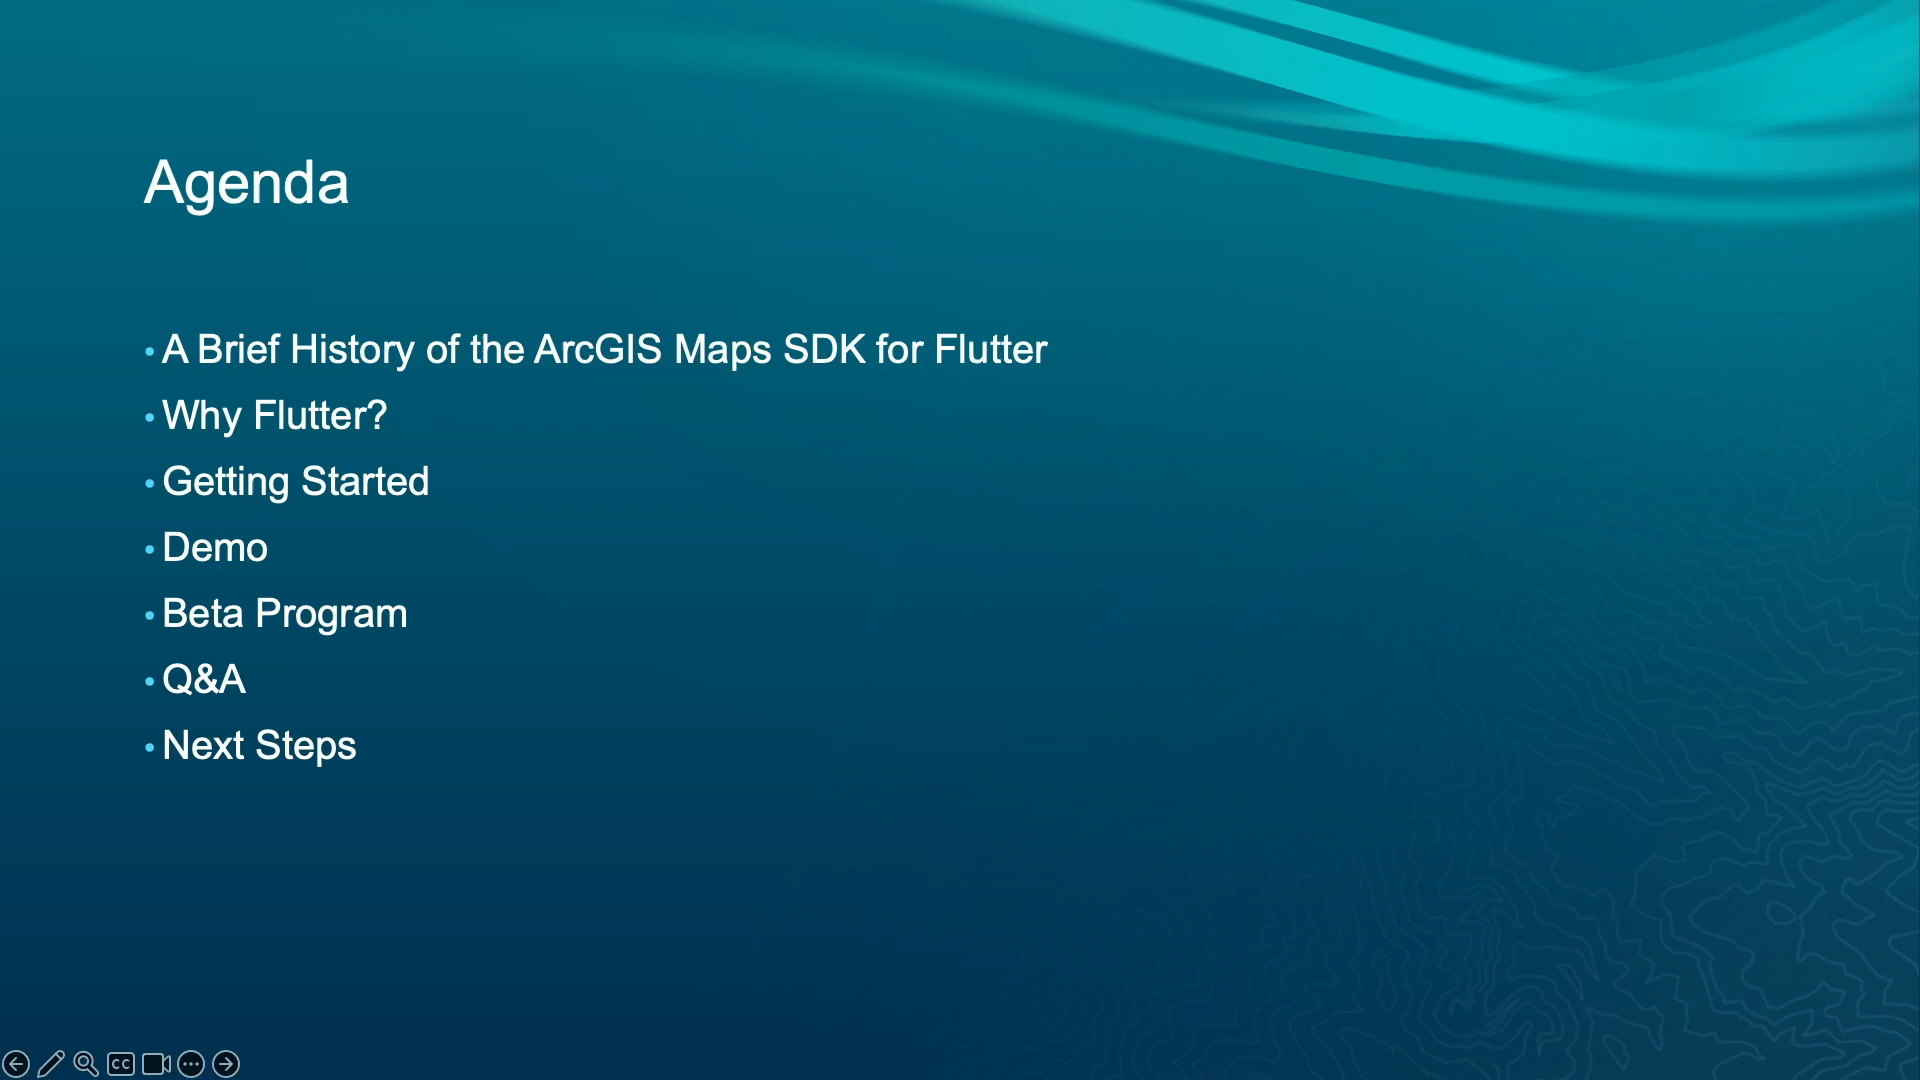 Agenda
• A Brief History of the ArcGIS Maps SDK for Flutter
• Why Flutter?
• Getting Started
• Demo
• Beta Program
• Q&A
• Next Steps
CC